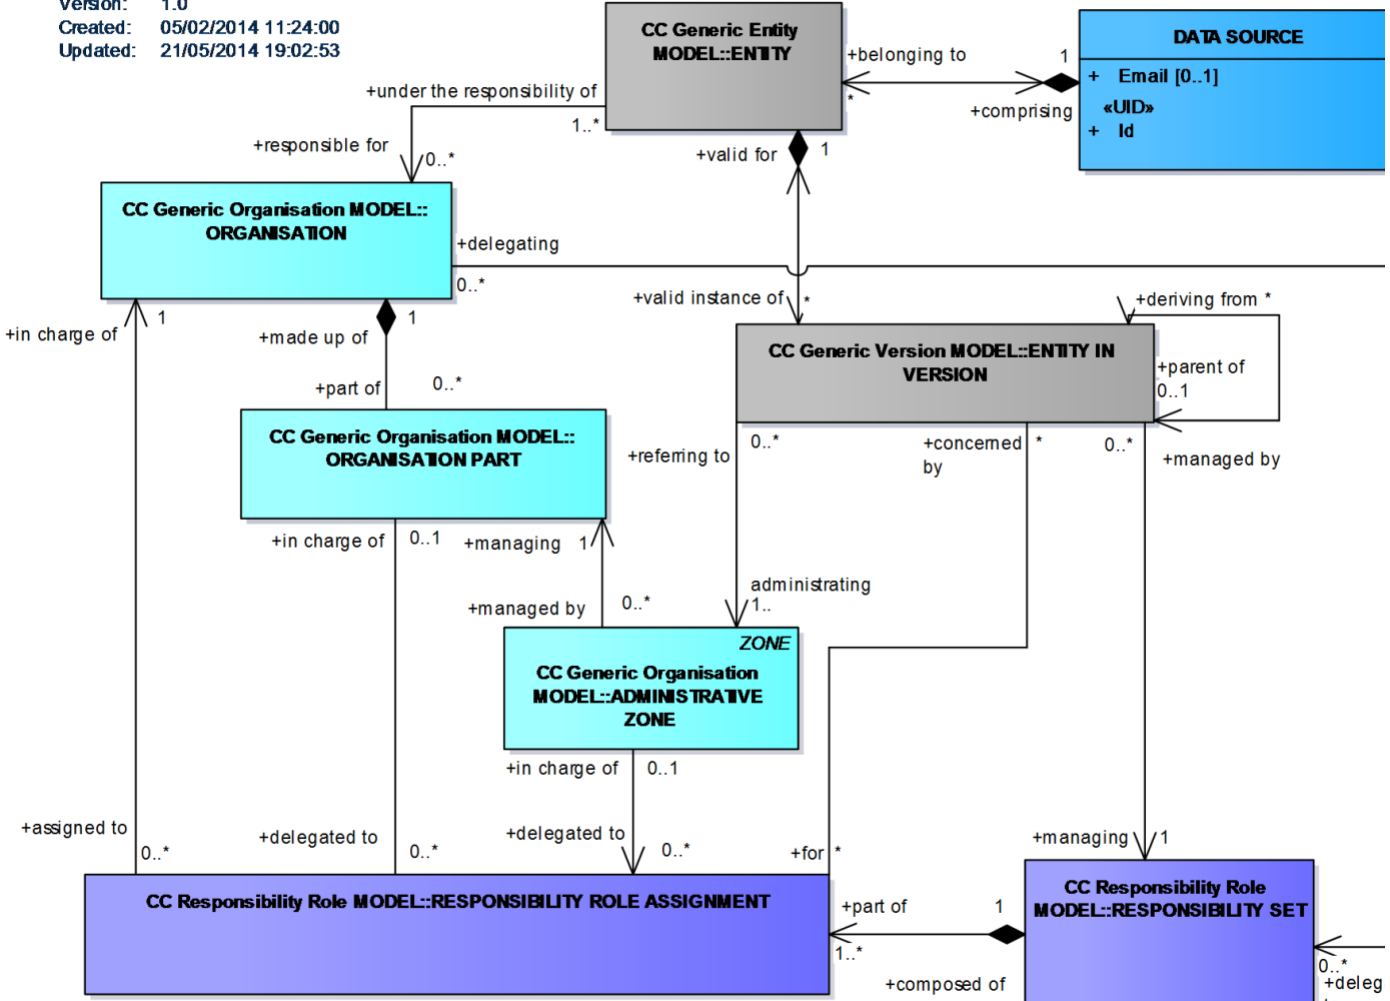 Version: 1.0
Created: 05/02/2014 11:24:00
Updated: 21/05/2014 19:02:53
CC Generic Entity
MODEL::ENTITY
DATA SOURCE
+ Email [0..1]
«UID»
+ Id
+belonging to
1
*
+comprising
+under the responsibility of
1..*
+responsible for
0..*
+valid for
1
CC Generic Organisation MODEL::
ORGANISATION
+delegating
0..*
+valid instance of
*
+deriving from *
+in charge of
1
+made up of
1
CC Generic Version MODEL::ENTITY IN
VERSION
+parent of
0..1
+part of
0..*
CC Generic Organisation MODEL::
ORGANISATION PART
+referring to
0..*
+concerned
by
*
0..*
+managed by
+in charge of
0..1
+managing
1
administrating
1..
+managed by
0..*
ZONE
CC Generic Organisation
MODEL::ADMINISTRATIVE
ZONE
+in charge of
0..1
+assigned to
0..*
+delegated to
0..*
+delegated to
0..*
+for
*
+managing
1
CC Responsibility Role MODEL::RESPONSIBILITY ROLE ASSIGNMENT
CC Responsibility Role
MODEL::RESPONSIBILITY SET
+part of
1
1..*
+composed of
0..*
+deleg